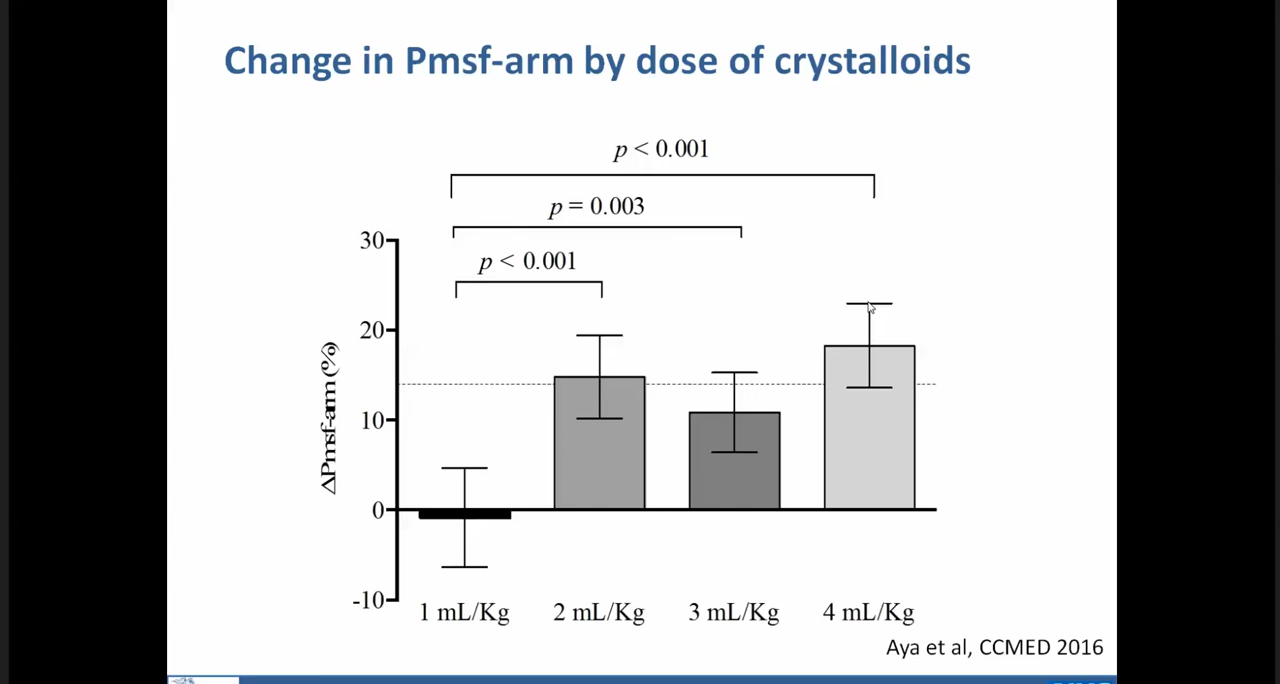 Change in Pmsf-arm by dose of crystalloids
p < 0.001
p = 0.003
p < 0.001
30
20
10
0
-10
ΔPmsf-arm (%)
1 mL/Kg 2 mL/Kg 3 mL/Kg 4 mL/Kg
Aya et al, CCMED 2016